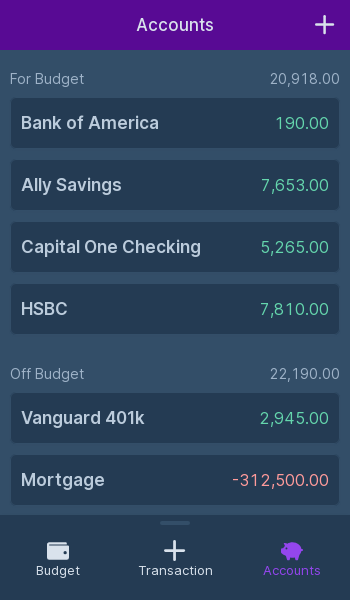 Accounts
For Budget 20,918.00
Bank of America 190.00
Ally Savings 7,653.00
Capital One Checking 5,265.00
HSBC 7,810.00
Off Budget 22,190.00
Vanguard 401k 2,945.00
Mortgage -312,500.00
Budget Transaction Accounts